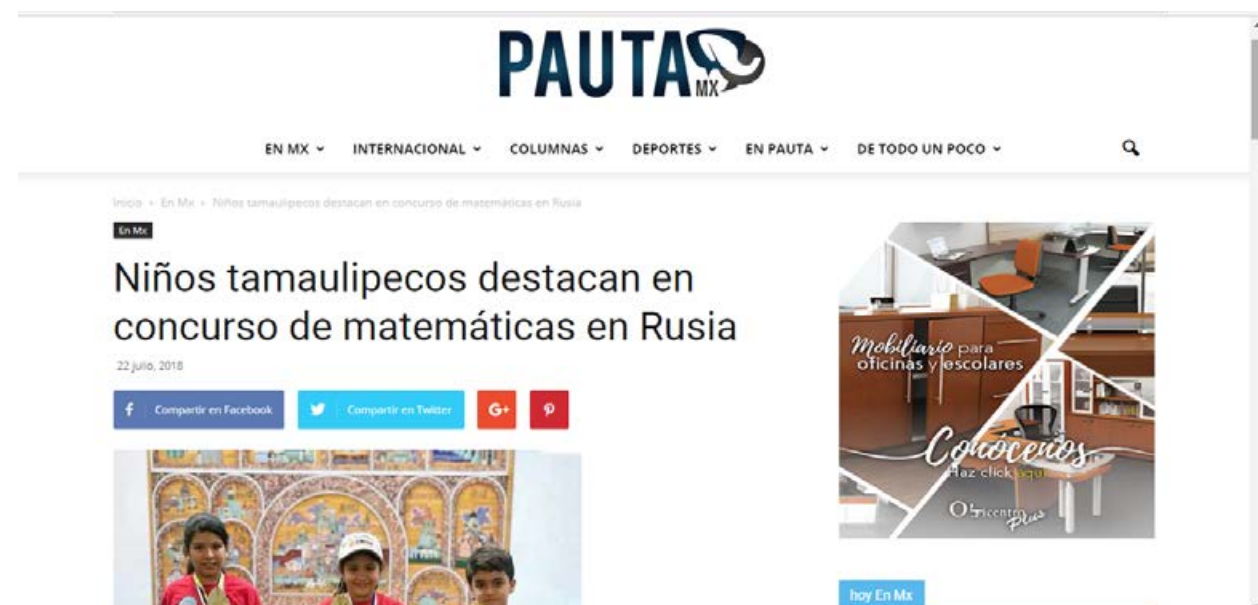 PAUTA
MX
EN MX INTERNACIONAL COLUMNAS DEPORTES EN PAUTA DE TODO UN POCO
Inicio En Mx Niños tamaulipecos destacan en concurso de matemáticas en Rusia
En Mx
Niños tamaulipecos destacan en
concurso de matemáticas en Rusia
22 julio, 2018
Compartir en Facebook Compartir en Twitter G+
Mobiliario para
oficinas y escolares
Conócenos
Haz click aquí
Oficentro
Plus
hoy En Mx